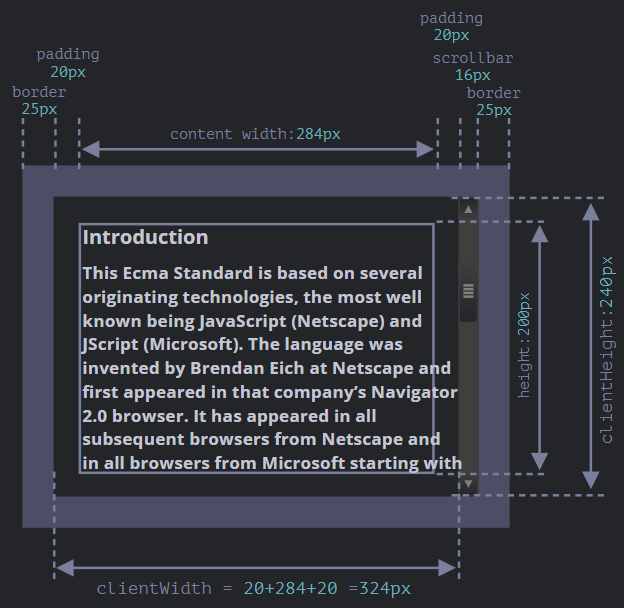 padding
20px
scrollbar
16px
border
25px
padding
20px
border
25px
content width:284px
Introduction
This Ecma Standard is based on several
originating technologies, the most well
known being JavaScript (Netscape) and
JScript (Microsoft). The language was
invented by Brendan Eich at Netscape and
first appeared in that company’s Navigator
2.0 browser. It has appeared in all
subsequent browsers from Netscape and
in all browsers from Microsoft starting with
height:200px
clientHeight:240px
clientWidth = 20+284+20 =324px